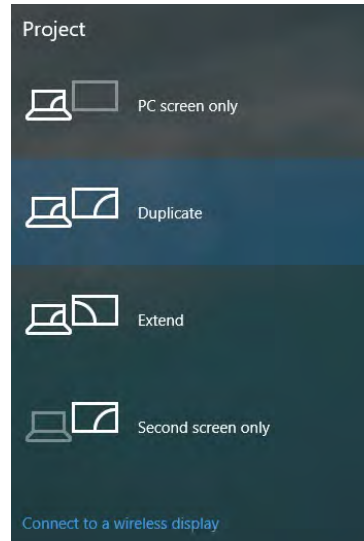 Project
PC screen only
Duplicate
Extend
Second screen only
Connect to a wireless display